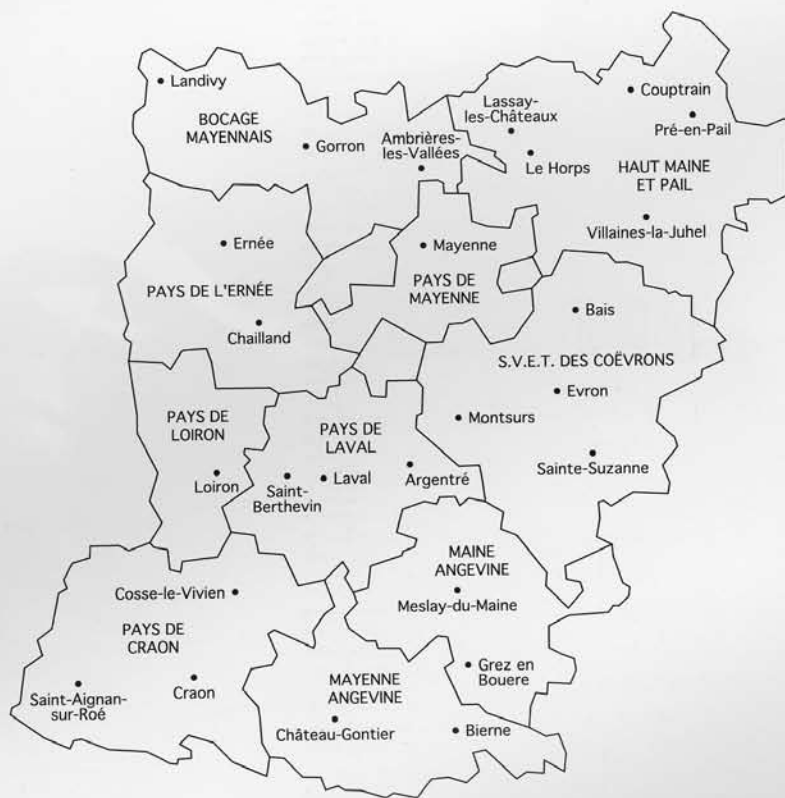 Landivy
BOCAGE
MAYENNAIS
Gorron
Ambrières-
les-Vallées
Lassay-
les-Châteaux
Le Horps
Couptrain
Pré-en-Pail
HAUT MAINE
ET PAIL
Villaines-la-Juhel
Ernée
PAYS DE L'ERNÉE
Chailland
Mayenne
PAYS DE
MAYENNE
Bais
S.V.E.T. DES COËVRONS
Evron
Montsurs
Sainte-Suzanne
PAYS DE
LOIRON
Loiron
PAYS DE
LAVAL
Saint-
Berthevin
Laval
Argentré
MAINE
ANGEVINE
Meslay-du-Maine
Grez en
Bouere
Cosse-le-Vivien
PAYS DE
CRAON
Saint-Aignan-
sur-Roé
Craon
MAYENNE
ANGEVINE
Château-Gontier
Bierne